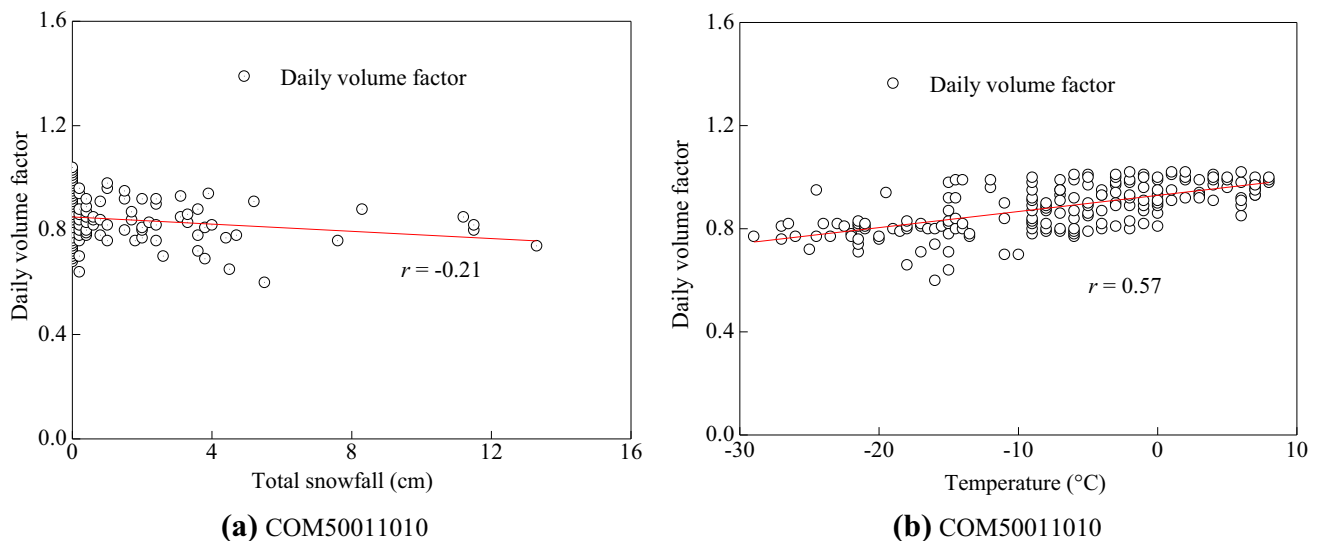 1.6
1.2
0.8
0.4
0.0
Daily volume factor
Daily volume factor
r = -0.21
0 4 8 12 16
Total snowfall (cm)
(a) COM50011010
1.6
1.2
0.8
0.4
0.0
Daily volume factor
Daily volume factor
r = 0.57
-30 -20 -10 0 10
Temperature (°C)
(b) COM50011010